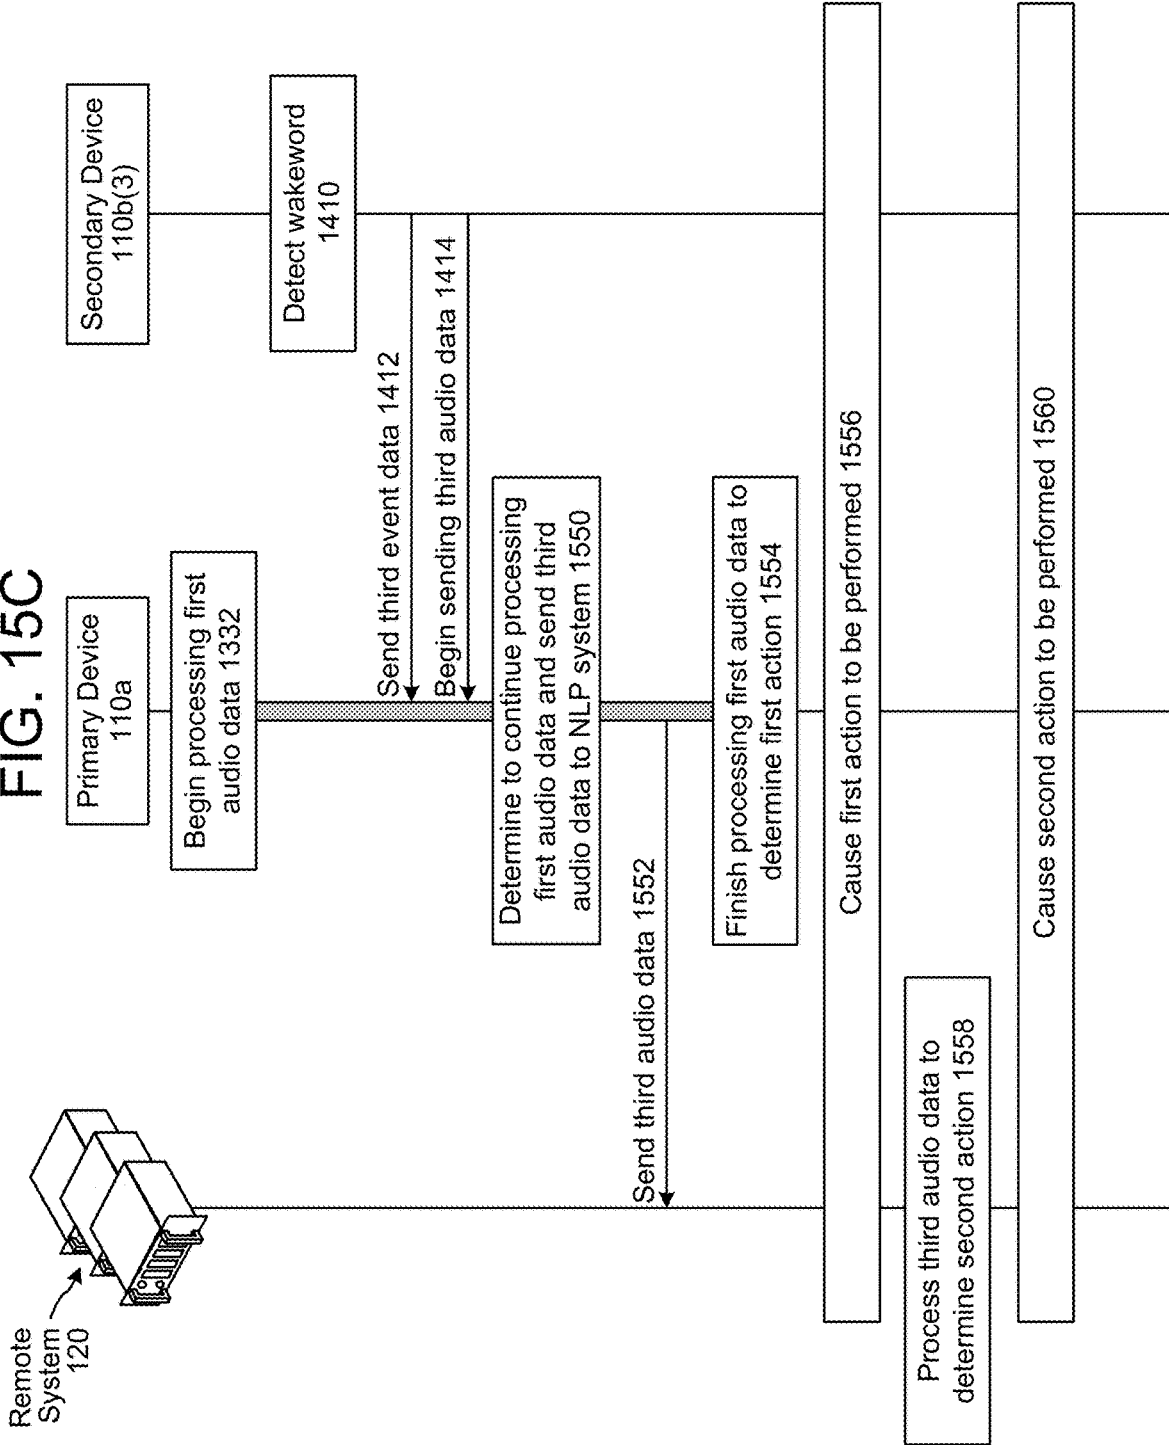 FIG. 15C
Remote
System
120
Primary Device
110a
Secondary Device
110b(3)
Begin processing first
audio data 1332
Detect wakeword
1410
Send third event data 1412
Begin sending third audio data 1414
Determine to continue processing
first audio data and send third
audio data to NLP system 1550
Send third audio data 1552
Finish processing first audio data to
determine first action 1554
Cause first action to be performed 1556
Process third audio data to
determine second action 1558
Cause second action to be performed 1560